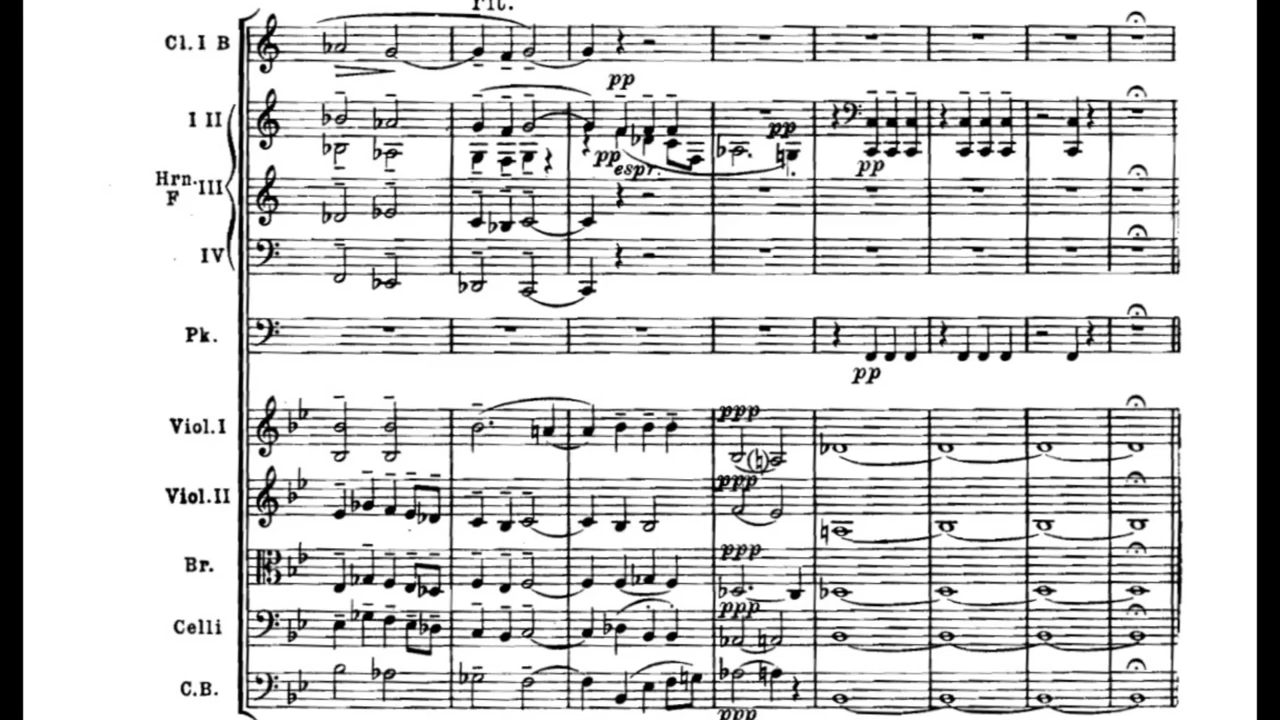 rit.
Cl. I B
pp
I II
pp
pp
espr.
pp
Hrn. III
F
IV
Pk.
pp
Viol. I
ppp
Viol. II
ppp
Br.
ppp
Celli
ppp
C.B.
ppp